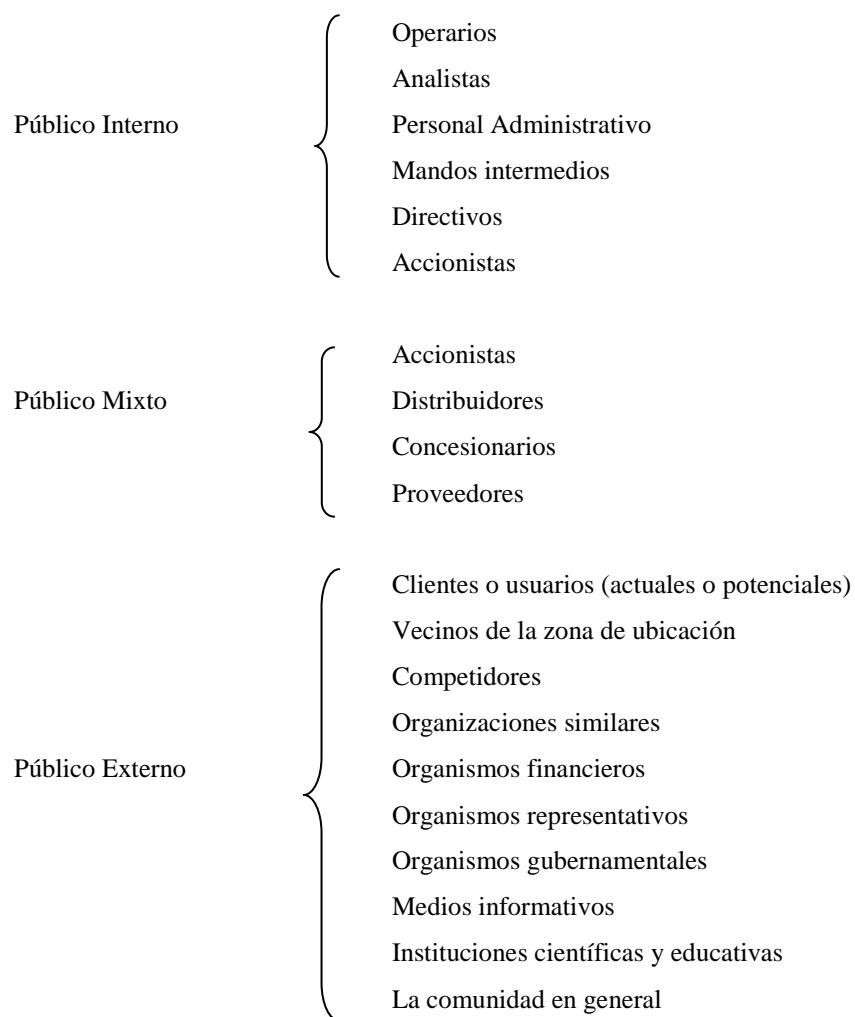 Operarios
Analistas
Público Interno
Personal Administrativo
Mandos intermedios
Directivos
Accionistas
Accionistas
Público Mixto
Distribuidores
Concesionarios
Proveedores
Clientes o usuarios (actuales o potenciales)
Vecinos de la zona de ubicación
Competidores
Organizaciones similares
Público Externo
Organismos financieros
Organismos representativos
Organismos gubernamentales
Medios informativos
Instituciones científicas y educativas
La comunidad en general